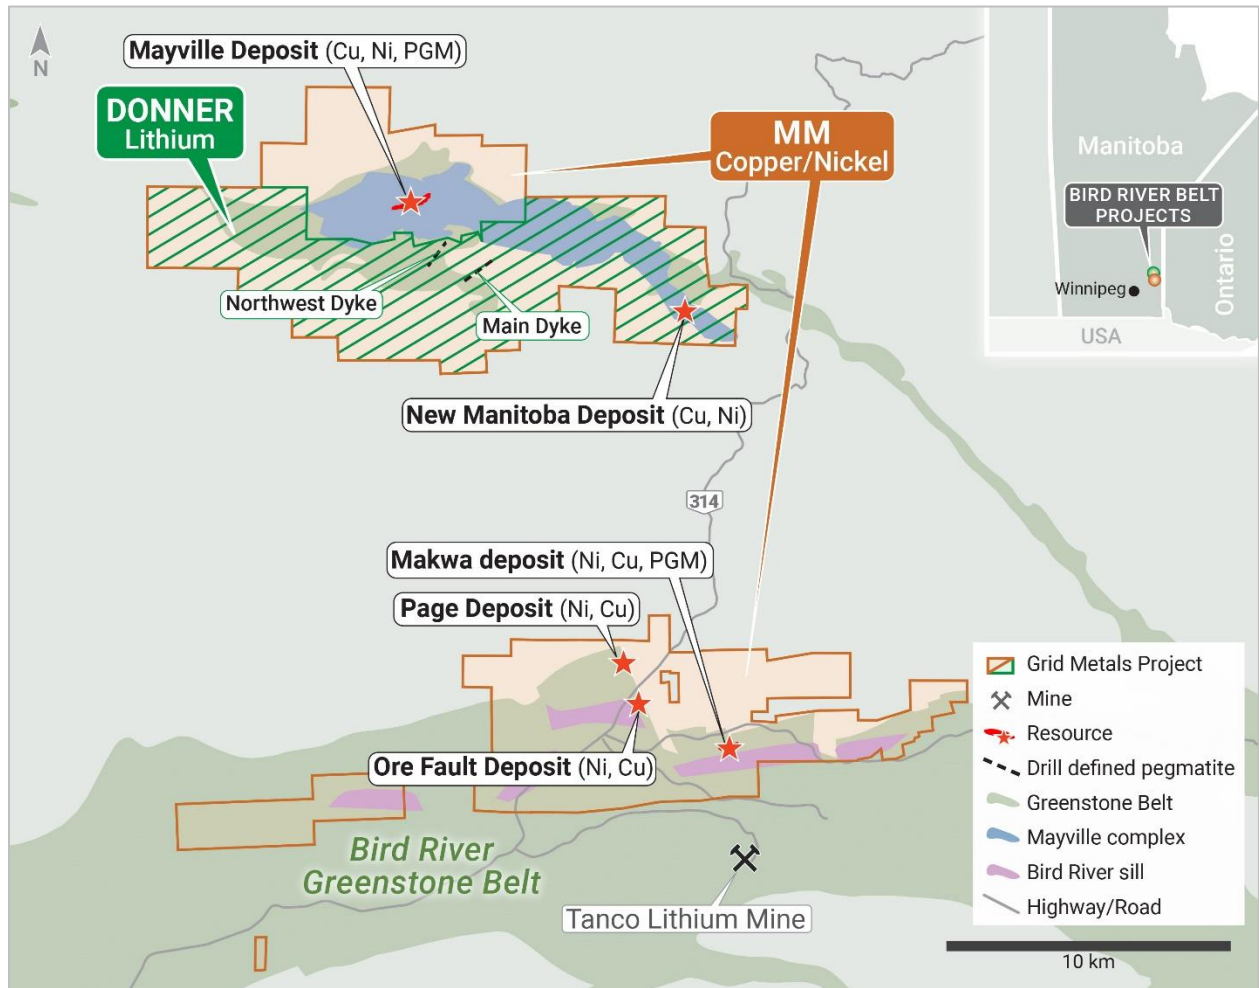 N
Mayville Deposit (Cu, Ni, PGM)
DONNER
Lithium
MM
Copper/Nickel
Manitoba
BIRD RIVER BELT
PROJECTS
Winnipeg
Ontario
USA
Northwest Dyke
Main Dyke
New Manitoba Deposit (Cu, Ni)
314
Makwa deposit (Ni, Cu, PGM)
Page Deposit (Ni, Cu)
Ore Fault Deposit (Ni, Cu)
Bird River
Greenstone Belt
Tanco Lithium Mine
Grid Metals Project
Mine
Resource
Drill defined pegmatite
Greenstone Belt
Mayville complex
Bird River sill
Highway/Road
10 km